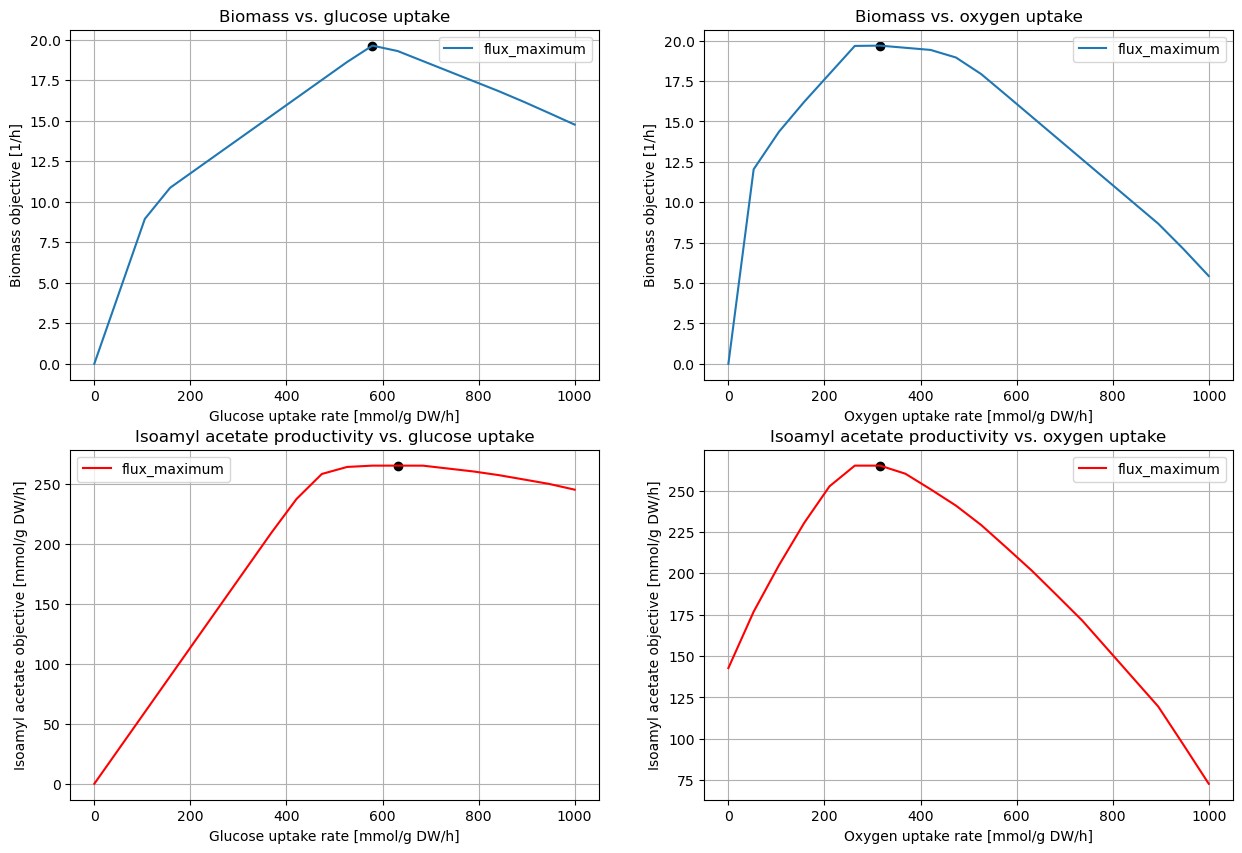 Biomass vs. glucose uptake
flux_maximum
20.0
17.5
15.0
12.5
10.0
7.5
5.0
2.5
0.0
Biomass objective [1/h]
0 200 400 600 800 1000
Glucose uptake rate [mmol/g DW/h]
Biomass vs. oxygen uptake
flux_maximum
20.0
17.5
15.0
12.5
10.0
7.5
5.0
2.5
0.0
Biomass objective [1/h]
0 200 400 600 800 1000
Oxygen uptake rate [mmol/g DW/h]
Isoamyl acetate productivity vs. glucose uptake
flux_maximum
250
200
150
100
50
0
Isoamyl acetate objective [mmol/g DW/h]
0 200 400 600 800 1000
Glucose uptake rate [mmol/g DW/h]
Isoamyl acetate productivity vs. oxygen uptake
flux_maximum
250
225
200
175
150
125
100
75
Isoamyl acetate objective [mmol/g DW/h]
0 200 400 600 800 1000
Oxygen uptake rate [mmol/g DW/h]